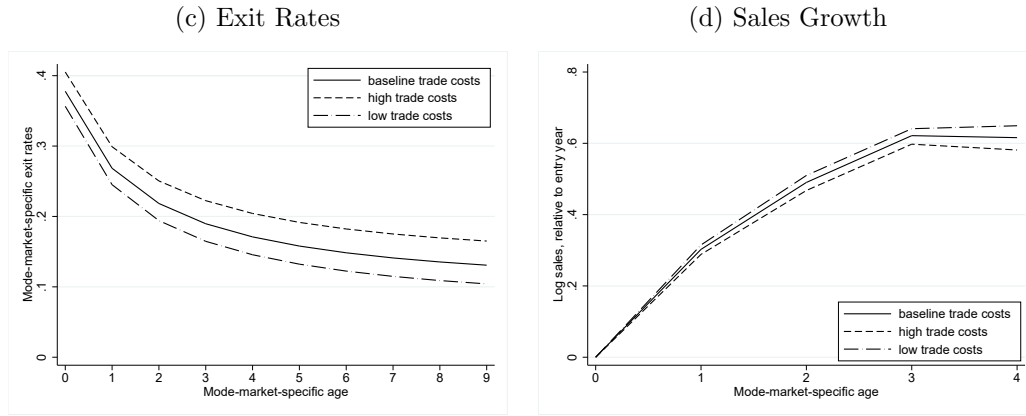 (c) Exit Rates
.4
.3
.2
.1
0
Mode-market-specific exit rates
baseline trade costs
high trade costs
low trade costs
0 1 2 3 4 5 6 7 8 9
Mode-market-specific age
(d) Sales Growth
.8
.6
.4
.2
0
Log sales, relative to entry year
baseline trade costs
high trade costs
low trade costs
0 1 2 3 4
Mode-market-specific age